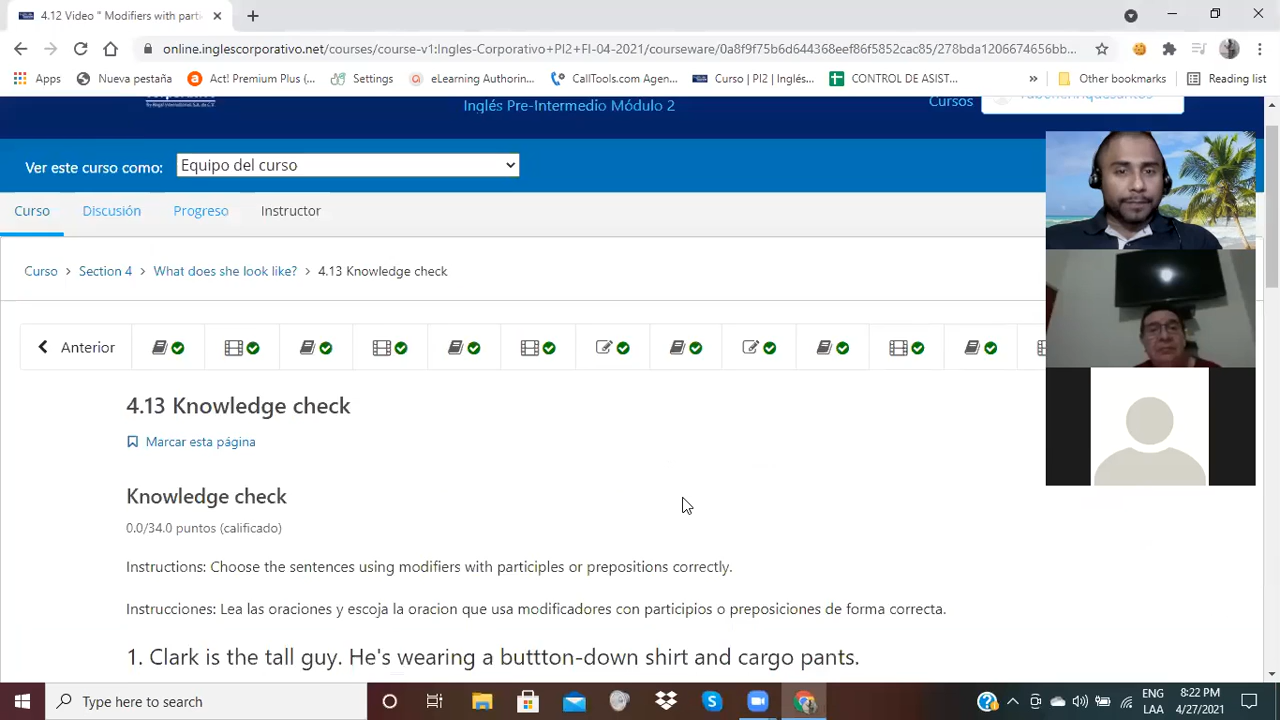 4.12 Video " Modifiers with part
online.inglescorporativo.net/courses/course-v1:Ingles-Corporativo+PI2+FI-04-2021/courseware/0a8f9f75b6d644368eef86f5852cac85/278bda1206674656bb...
Apps
Nueva pestaña
Act! Premium Plus (...
Settings
eLearning Authorin...
CallTools.com Agen...
Curso | PI2 | Inglés...
CONTROL DE ASIST...
»
Other bookmarks
Reading list
Inglés Pre-Intermedio Módulo 2
Cursos
Ver este curso como:
Equipo del curso
Curso
Discusión
Progreso
Instructor
Curso > Section 4 > What does she look like? > 4.13 Knowledge check
Anterior
4.13 Knowledge check
Marcar esta página
Knowledge check
0.0/34.0 puntos (calificado)
Instructions: Choose the sentences using modifiers with participles or prepositions correctly.
Instrucciones: Lea las oraciones y escoja la oracion que usa modificadores con participios o preposiciones de forma correcta.
1. Clark is the tall guy. He's wearing a buttton-down shirt and cargo pants.
Type here to search
ENG
LAA
8:22 PM
4/27/2021